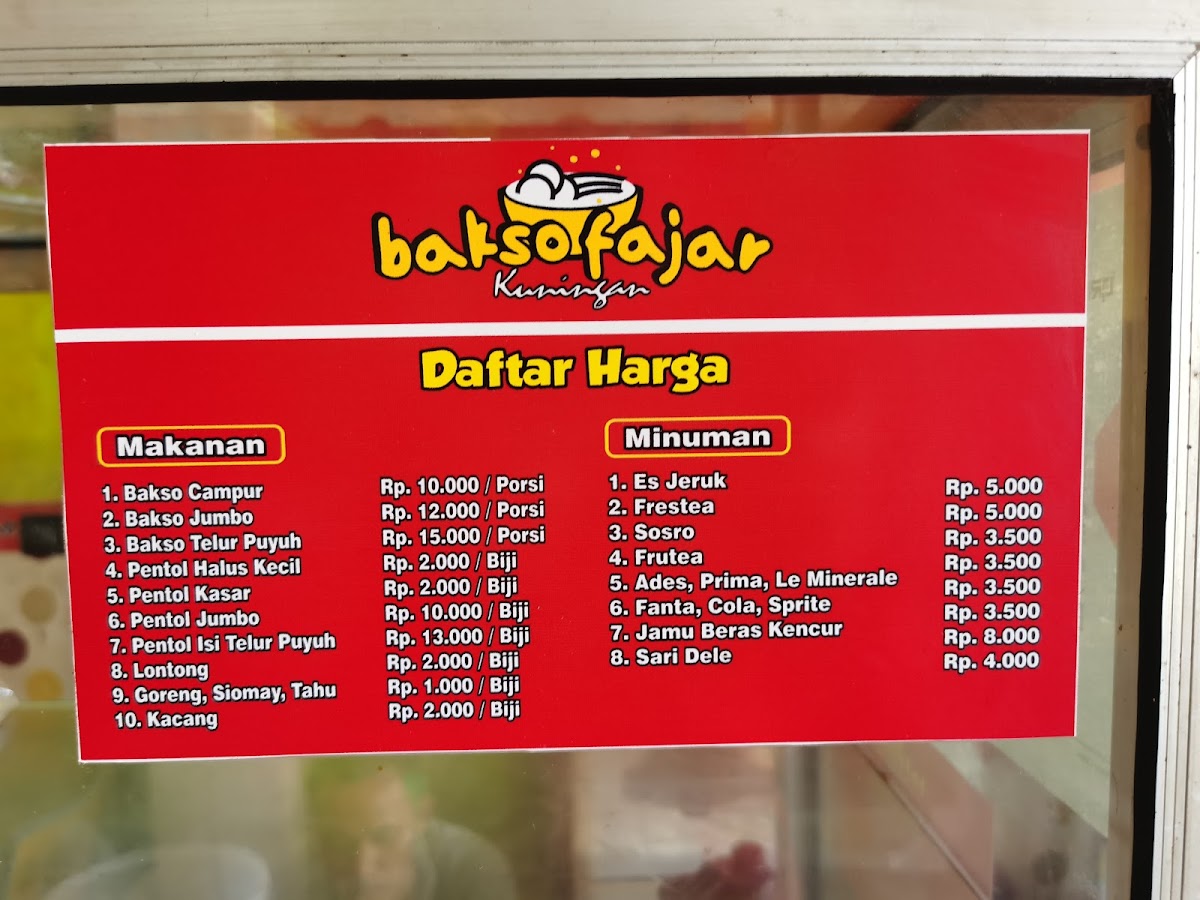 bakso fajar
Kuningan
Daftar Harga
Makanan
1. Bakso Campur Rp. 10.000 / Porsi
2. Bakso Jumbo Rp. 12.000 / Porsi
3. Bakso Telur Puyuh Rp. 15.000 / Porsi
4. Pentol Halus Kecil Rp. 2.000 / Biji
5. Pentol Kasar Rp. 2.000 / Biji
6. Pentol Jumbo Rp. 10.000 / Biji
7. Pentol Isi Telur Puyuh Rp. 13.000 / Biji
8. Lontong Rp. 2.000 / Biji
9. Goreng, Siomay, Tahu Rp. 1.000 / Biji
10. Kacang Rp. 2.000 / Biji
Minuman
1. Es Jeruk Rp. 5.000
2. Frestea Rp. 5.000
3. Sosro Rp. 3.500
4. Frutea Rp. 3.500
5. Ades, Prima, Le Minerale Rp. 3.500
6. Fanta, Cola, Sprite Rp. 3.500
7. Jamu Beras Kencur Rp. 8.000
8. Sari Dele Rp. 4.000